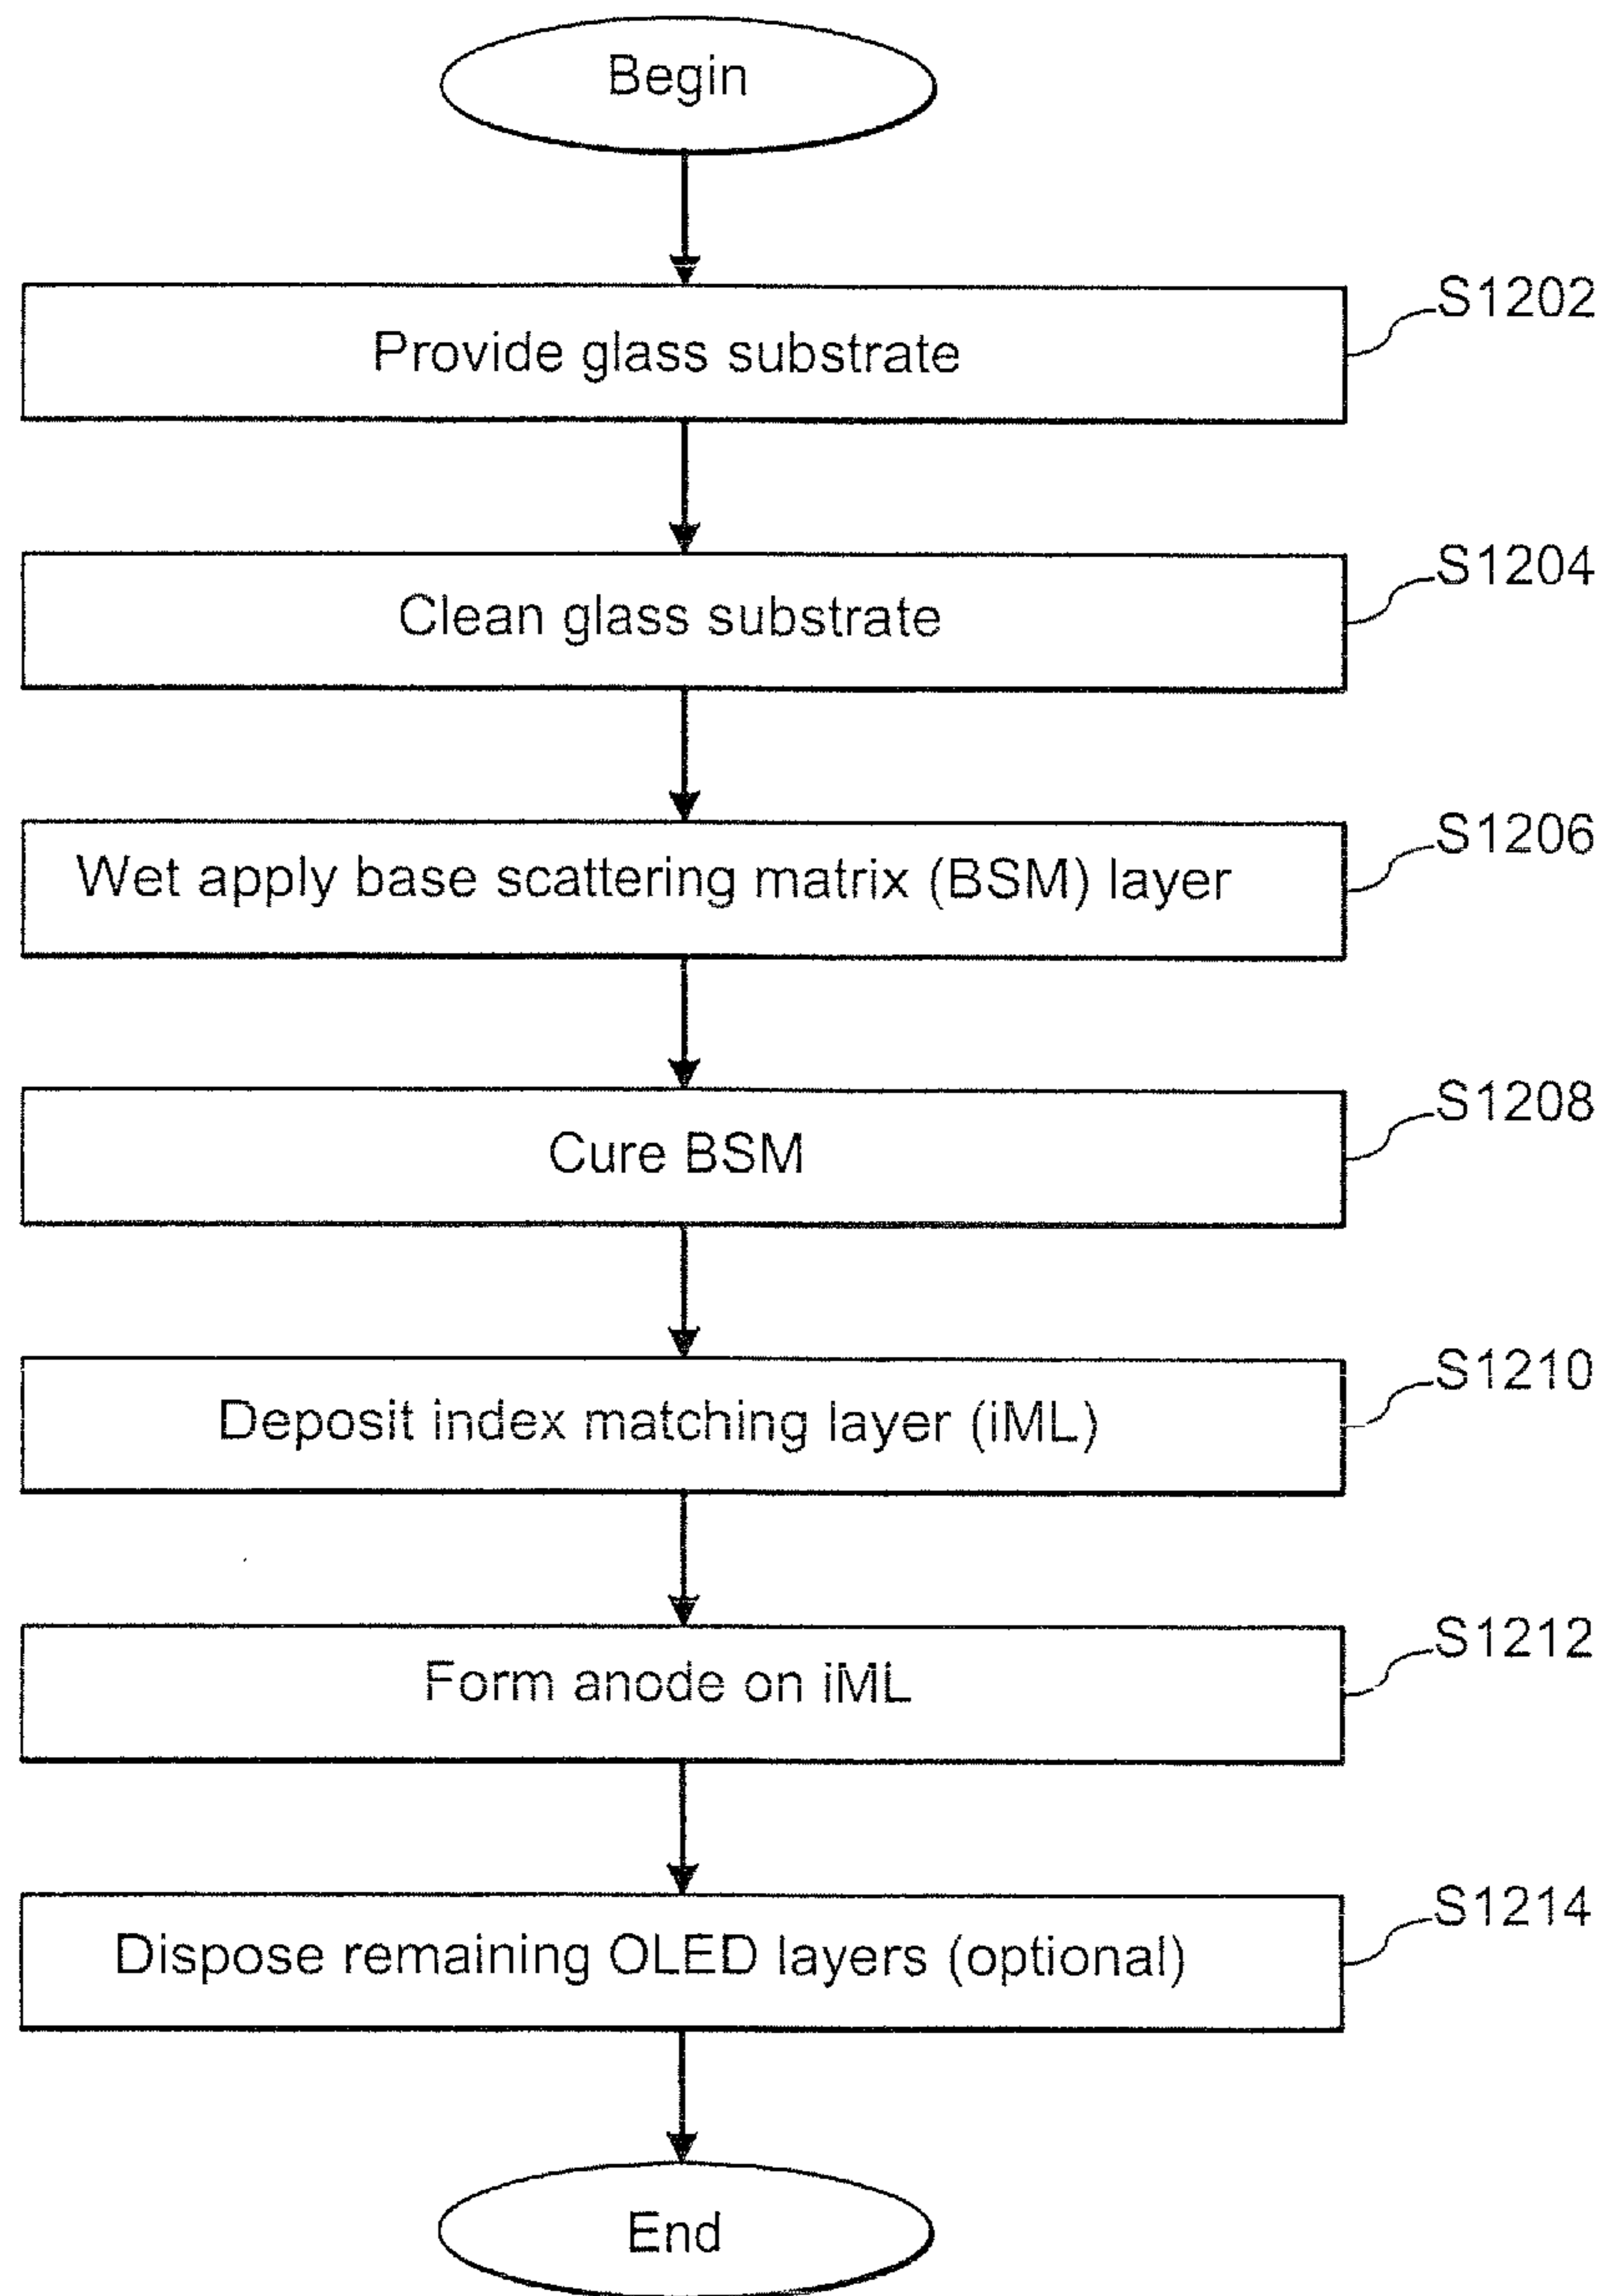 Begin
Provide glass substrate
S1202
Clean glass substrate
S1204
Wet apply base scattering matrix (BSM) layer
S1206
Cure BSM
S1208
Deposit index matching layer (iML)
S1210
Form anode on iML
S1212
Dispose remaining OLED layers (optional)
S1214
End